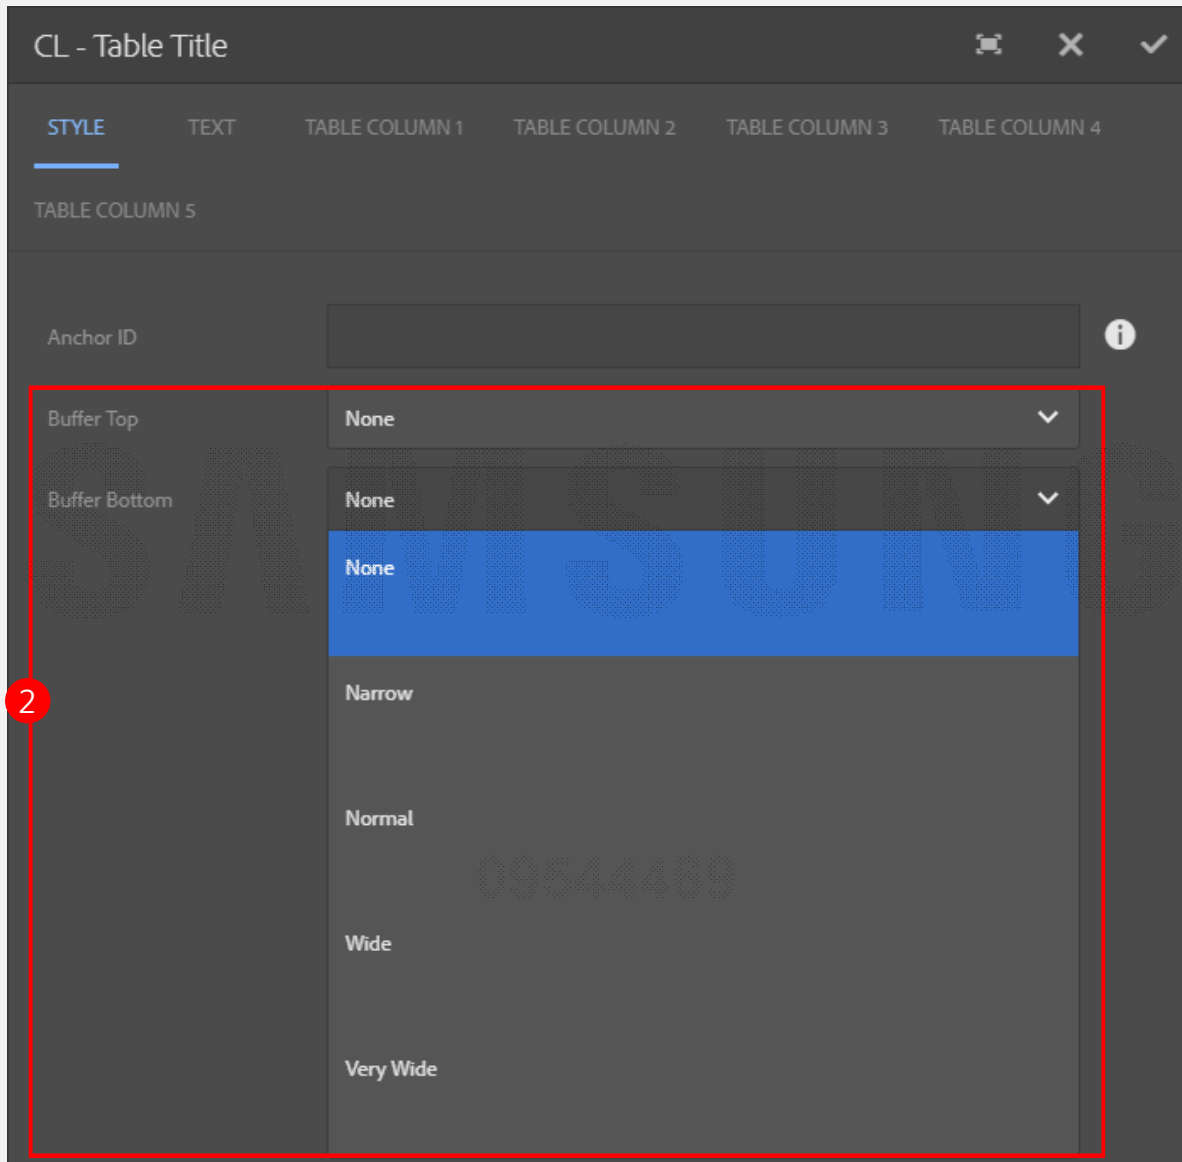 CL - Table Title
STYLE TEXT TABLE COLUMN 1 TABLE COLUMN 2 TABLE COLUMN 3 TABLE COLUMN 4
TABLE COLUMN 5
Anchor ID
Buffer Top None
Buffer Bottom None
None
2
Narrow
Normal
Wide
Very Wide
SAMSUNG
09544469